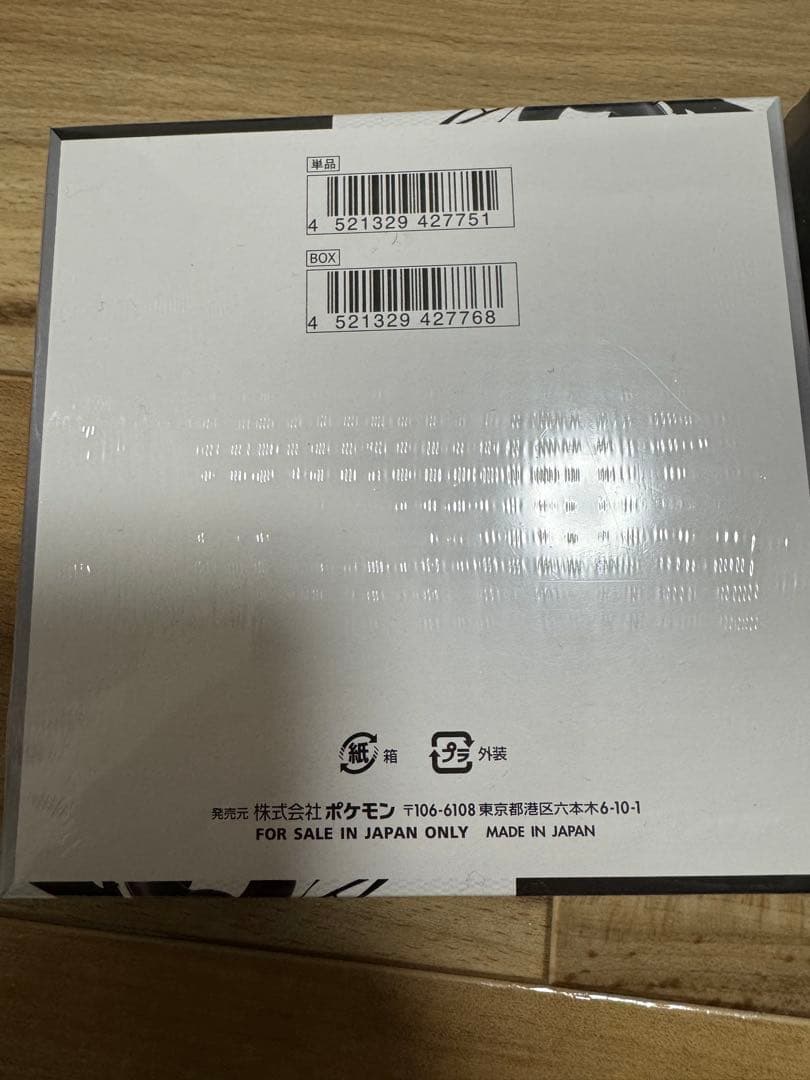 単品
4 521329 427751
BOX
4 521329 427768
紙 箱 プラ 外装
発売元 株式会社 ポケモン 〒106-6108 東京都港区六本木6-10-1
FOR SALE IN JAPAN ONLY MADE IN JAPAN